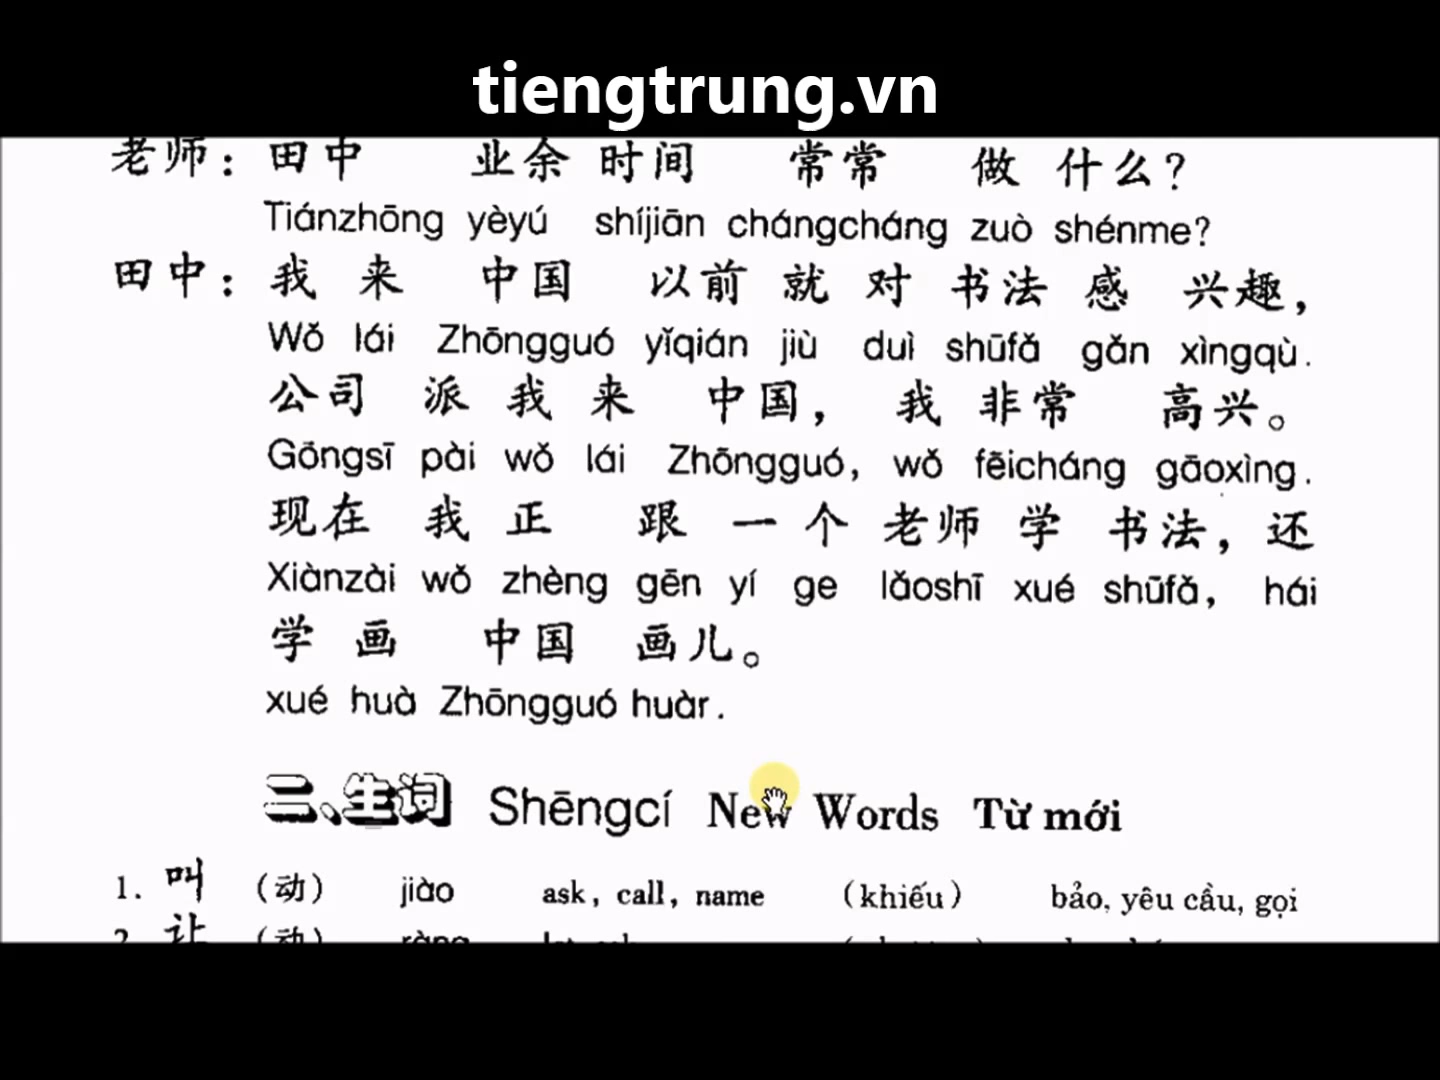 tiengtrung.vn
老师：田中 业余 时间 常常 做 什么？
Tiánzhōng yèyú shíjiān chángcháng zuò shénme?
田中：我 来 中国 以前 就 对 书法 感 兴趣，
Wǒ lái Zhōngguó yǐqián jiù duì shūfǎ gǎn xìngqù.
公司 派 我 来 中国，我 非常 高兴。
Gōngsī pài wǒ lái Zhōngguó, wǒ fēicháng gāoxìng.
现在 我 正 跟 一 个 老师 学 书法，还
Xiànzài wǒ zhèng gēn yí ge lǎoshī xué shūfǎ, hái
学 画 中国 画儿。
xué huà Zhōngguó huàr.
二、生词 Shēngcí New Words Từ mới
1. 叫 （动） jiào ask, call, name （khiếu） bảo, yêu cầu, gọi
2. 让 （动） ràng